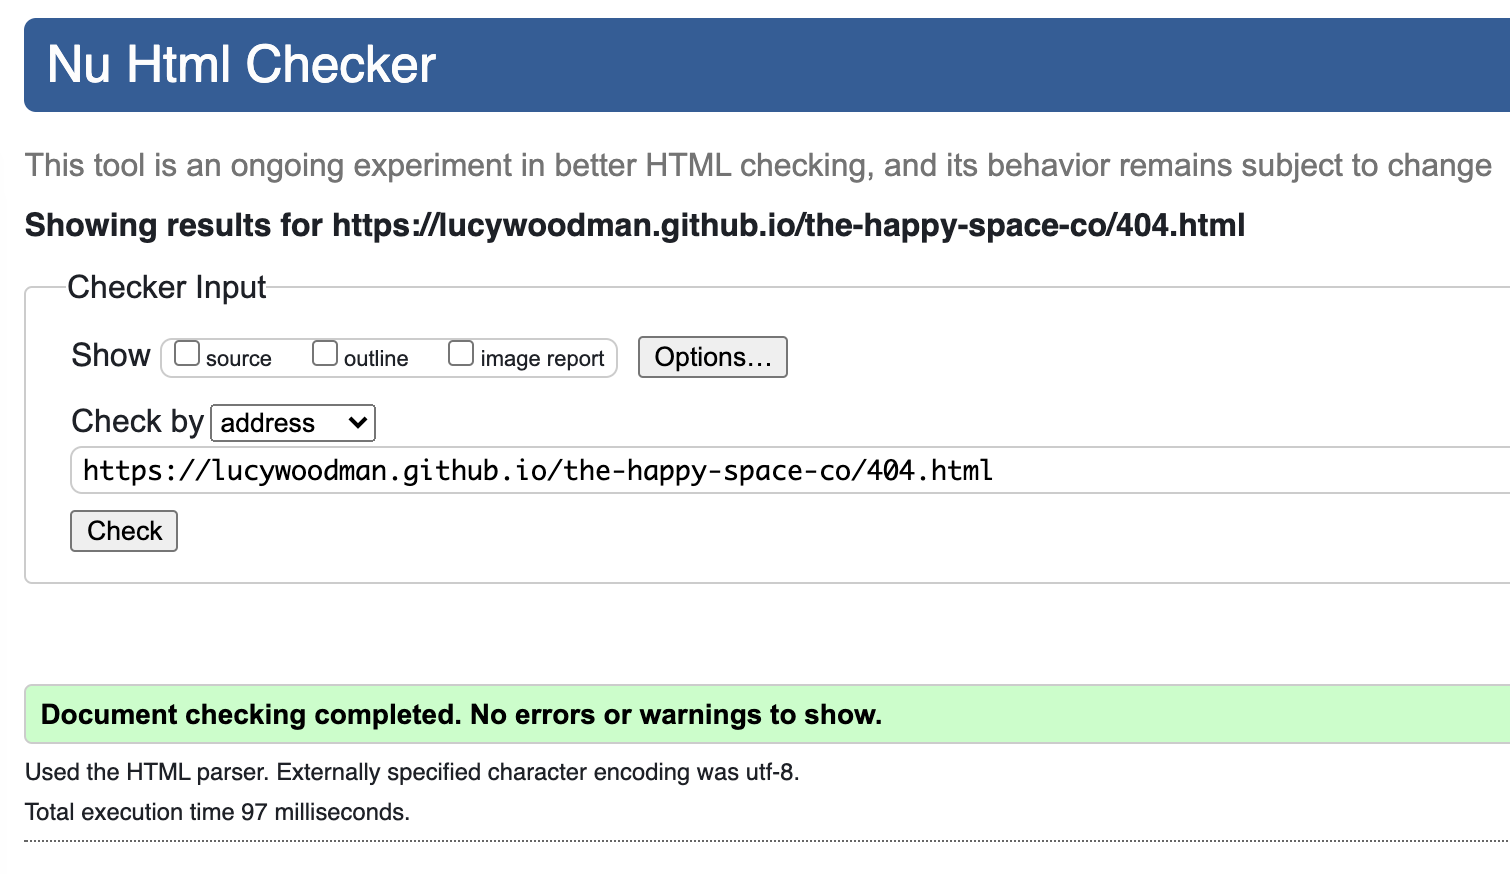 Nu Html Checker
This tool is an ongoing experiment in better HTML checking, and its behavior remains subject to change
Showing results for https://lucywoodman.github.io/the-happy-space-co/404.html
Checker Input
Show source outline image report Options...
Check by address
https://lucywoodman.github.io/the-happy-space-co/404.html
Check
Document checking completed. No errors or warnings to show.
Used the HTML parser. Externally specified character encoding was utf-8.
Total execution time 97 milliseconds.